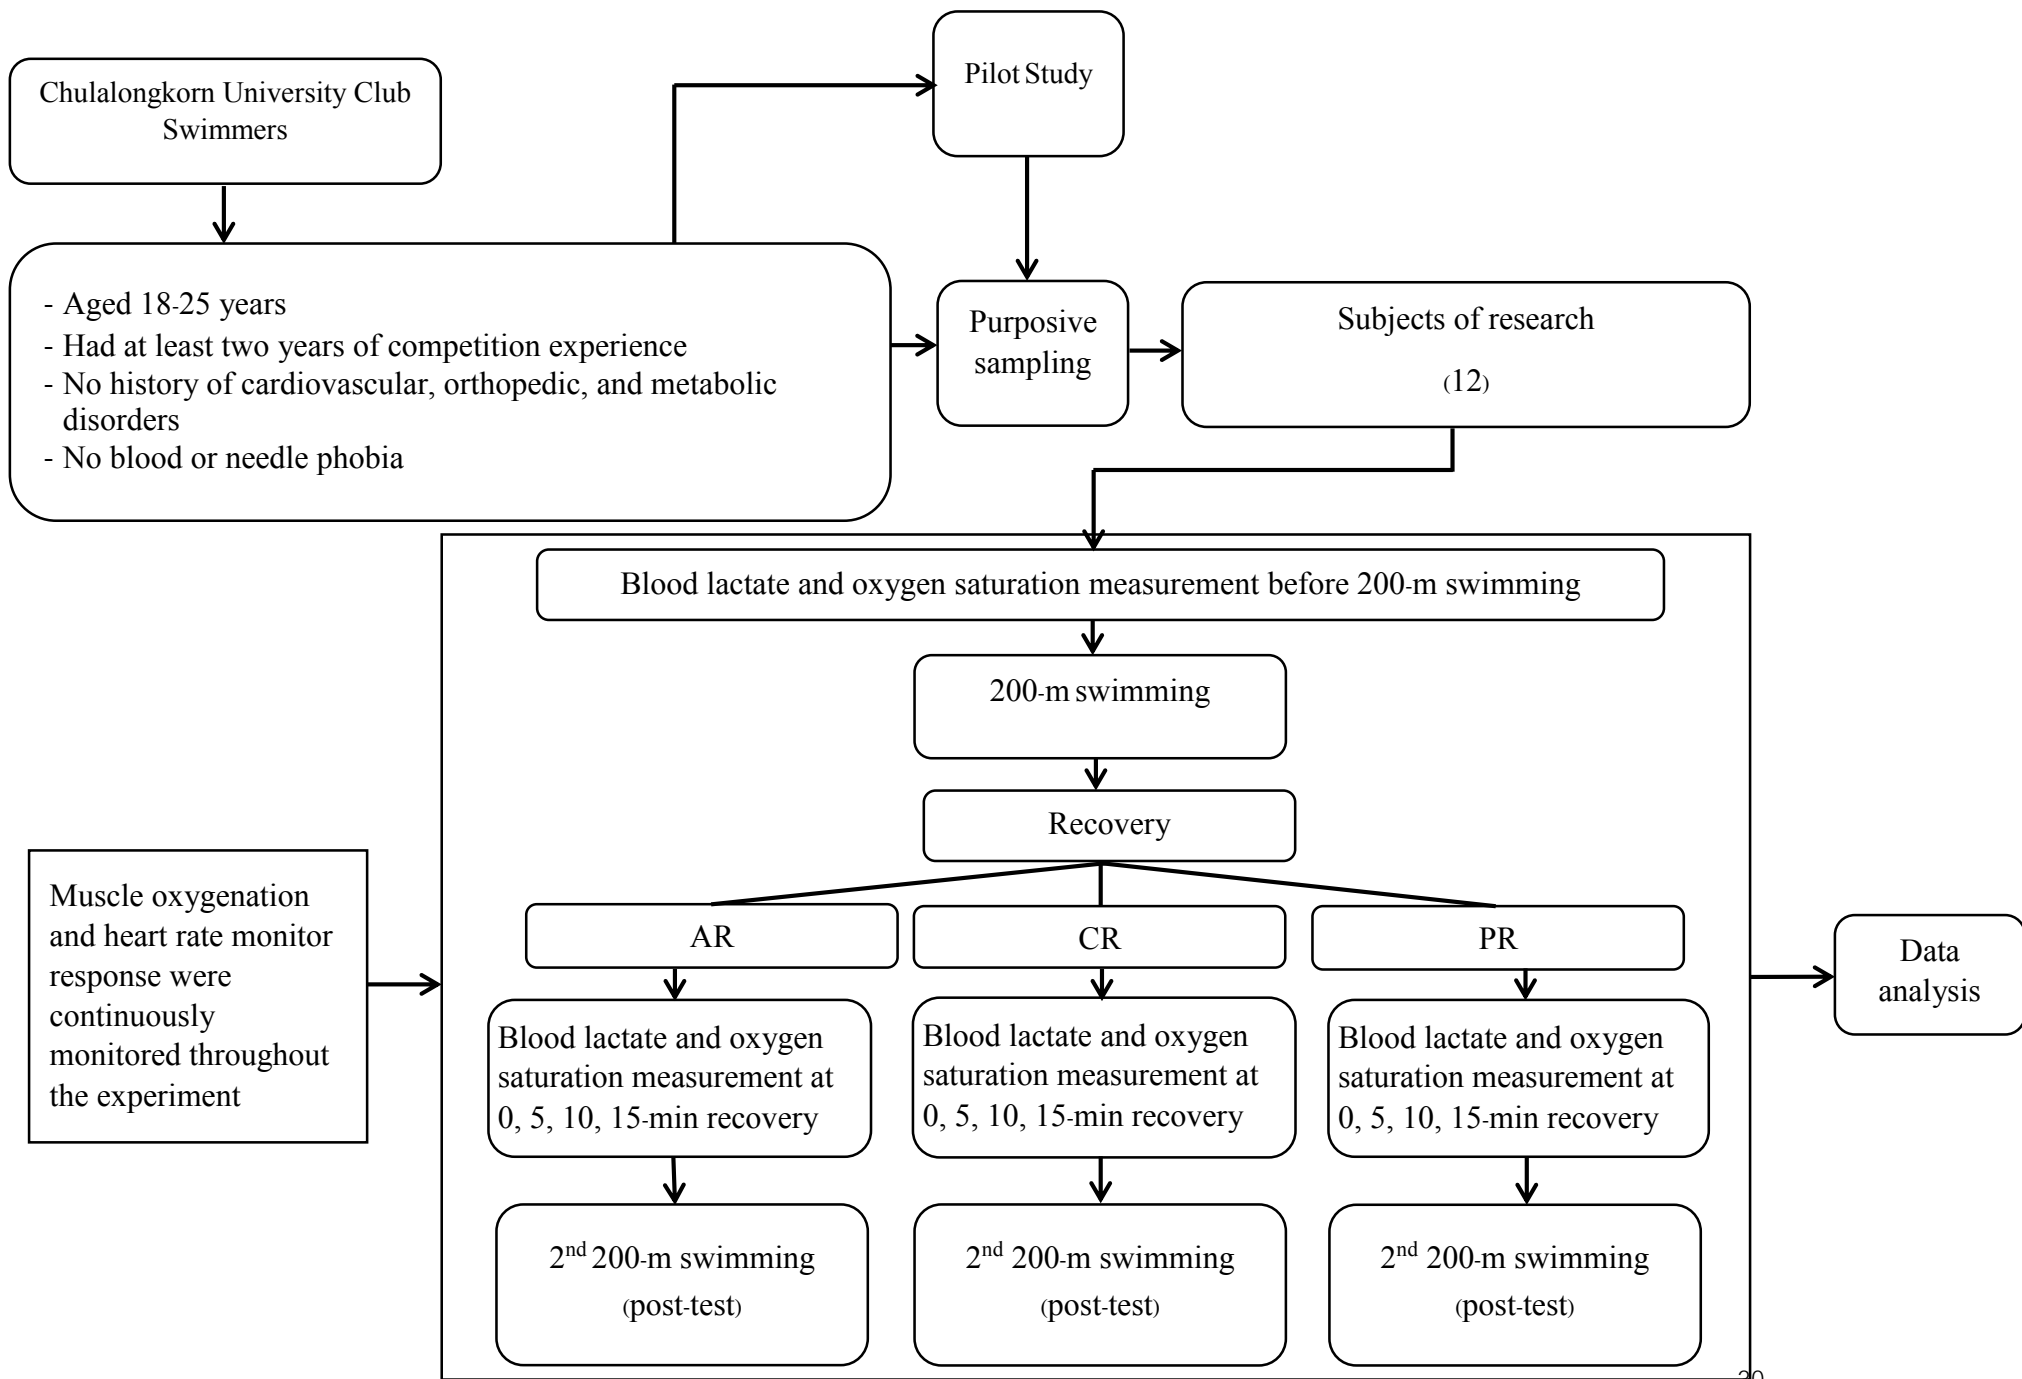 Chulalongkorn University Club
Swimmers
Pilot Study
- Aged 18-25 years
- Had at least two years of competition experience
- No history of cardiovascular, orthopedic, and metabolic
disorders
- No blood or needle phobia
Purposive
sampling
Subjects of research
(12)
Blood lactate and oxygen saturation measurement before 200-m swimming
200-m swimming
Recovery
Muscle oxygenation
and heart rate monitor
response were
continuously
monitored throughout
the experiment
AR
CR
PR
Blood lactate and oxygen
saturation measurement at
0, 5, 10, 15-min recovery
Blood lactate and oxygen
saturation measurement at
0, 5, 10, 15-min recovery
Blood lactate and oxygen
saturation measurement at
0, 5, 10, 15-min recovery
2nd 200-m swimming
(post-test)
2nd 200-m swimming
(post-test)
2nd 200-m swimming
(post-test)
Data
analysis